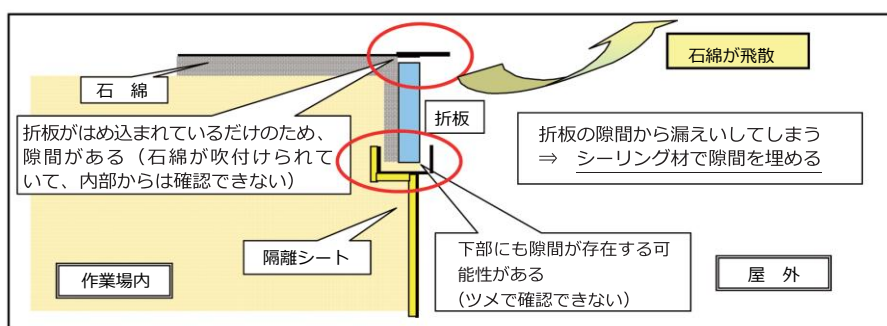 石綿が飛散
石　綿
折板
折板がはめ込まれているだけのため、
隙間がある（石綿が吹付けられて
いて、内部からは確認できない）
折板の隙間から漏えいしてしまう
⇒　シーリング材で隙間を埋める
隔離シート
下部にも隙間が存在する可
能性がある
（ツメで確認できない）
作業場内
屋　外